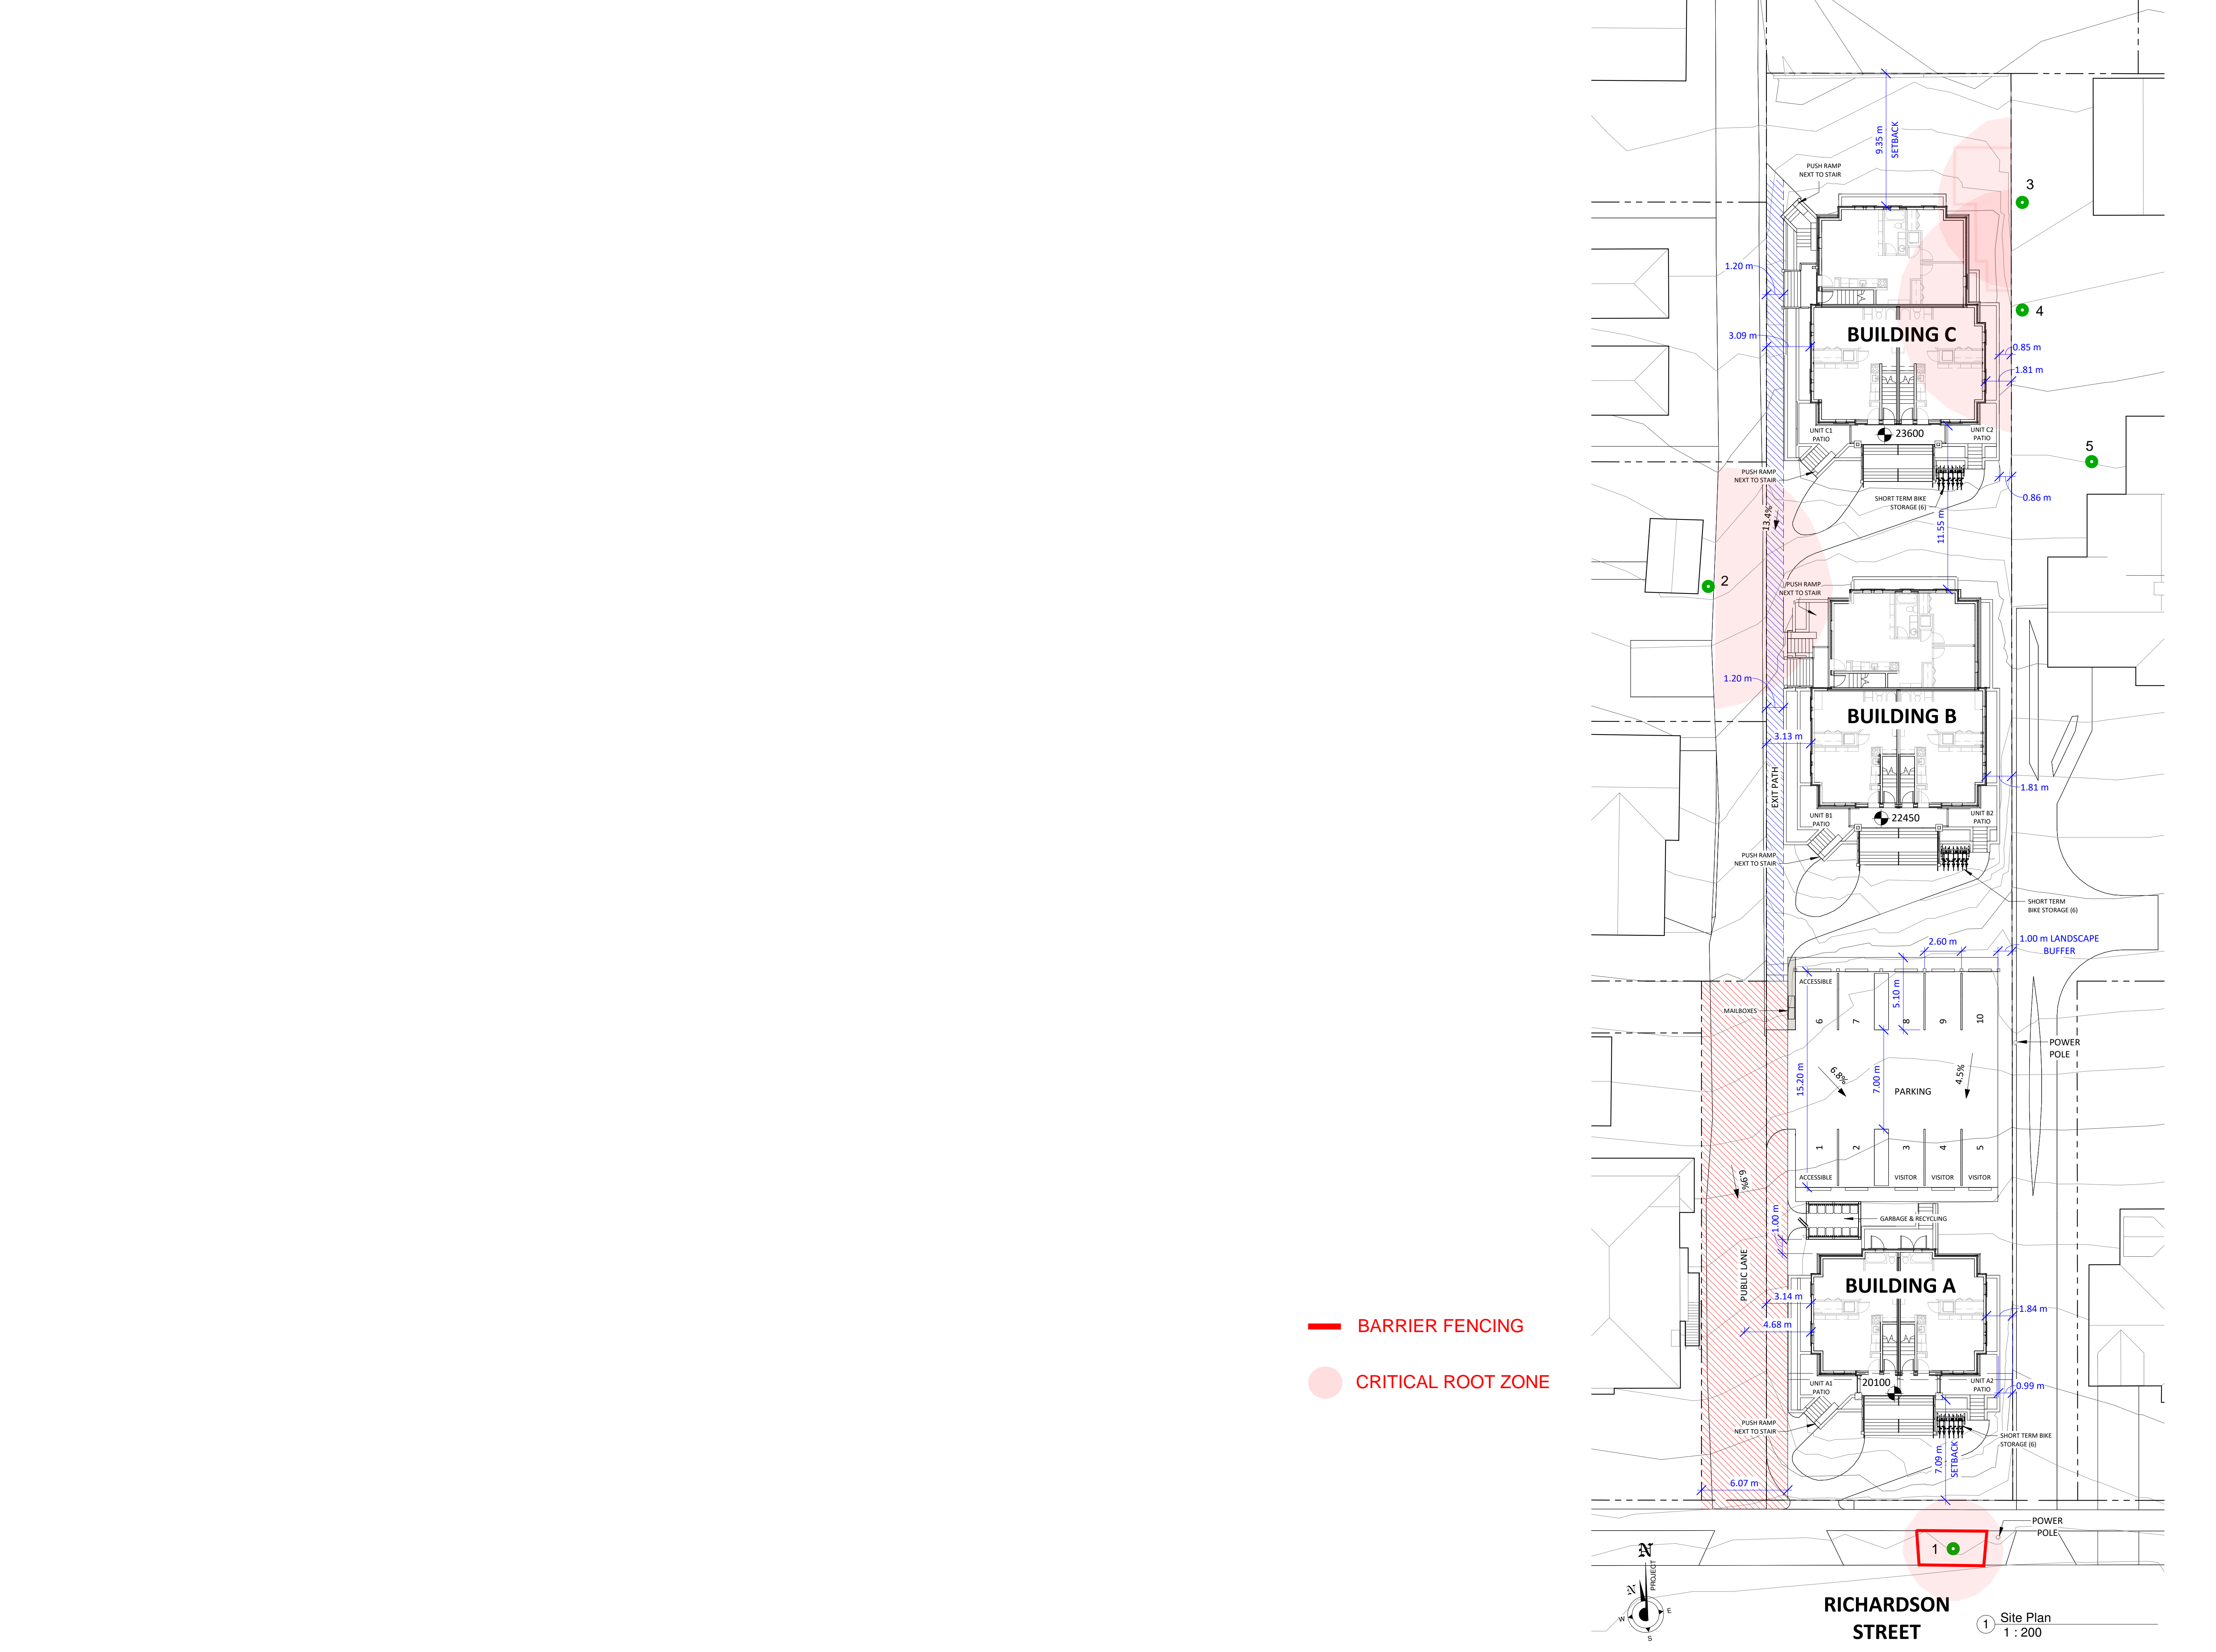 9.35 m
SETBACK
PUSH RAMP
NEXT TO STAIR
3
1.20 m
4
3.09 m
BUILDING C
0.85 m
1.81 m
UNIT C1
PATIO
23600
UNIT C2
PATIO
5
PUSH RAMP
NEXT TO STAIR
SHORT TERM BIKE
STORAGE (6)
0.86 m
13.4%
11.55 m
2
PUSH RAMP
NEXT TO STAIR
1.20 m
BUILDING B
3.13 m
EXIT PATH
1.81 m
UNIT B1
PATIO
22450
UNIT B2
PATIO
PUSH RAMP
NEXT TO STAIR
SHORT TERM
BIKE STORAGE (6)
2.60 m
1.00 m LANDSCAPE
BUFFER
ACCESSIBLE
5.10 m
MAILBOXES
6
7
8
9
10
POWER
POLE
15.20 m
6.8%
7.00 m
4.5%
PARKING
1
2
3
4
5
ACCESSIBLE
VISITOR
VISITOR
VISITOR
6.9%
1.00 m
GARBAGE & RECYCLING
PUBLIC LANE
BUILDING A
3.14 m
1.84 m
4.68 m
BARRIER FENCING
CRITICAL ROOT ZONE
20100
UNIT A1
PATIO
UNIT A2
PATIO
0.99 m
PUSH RAMP
NEXT TO STAIR
SHORT TERM BIKE
STORAGE (6)
7.09 m
SETBACK
6.07 m
POWER
POLE
1
N
PROJECT
N
W
E
S
RICHARDSON
STREET
1
Site Plan
1 : 200